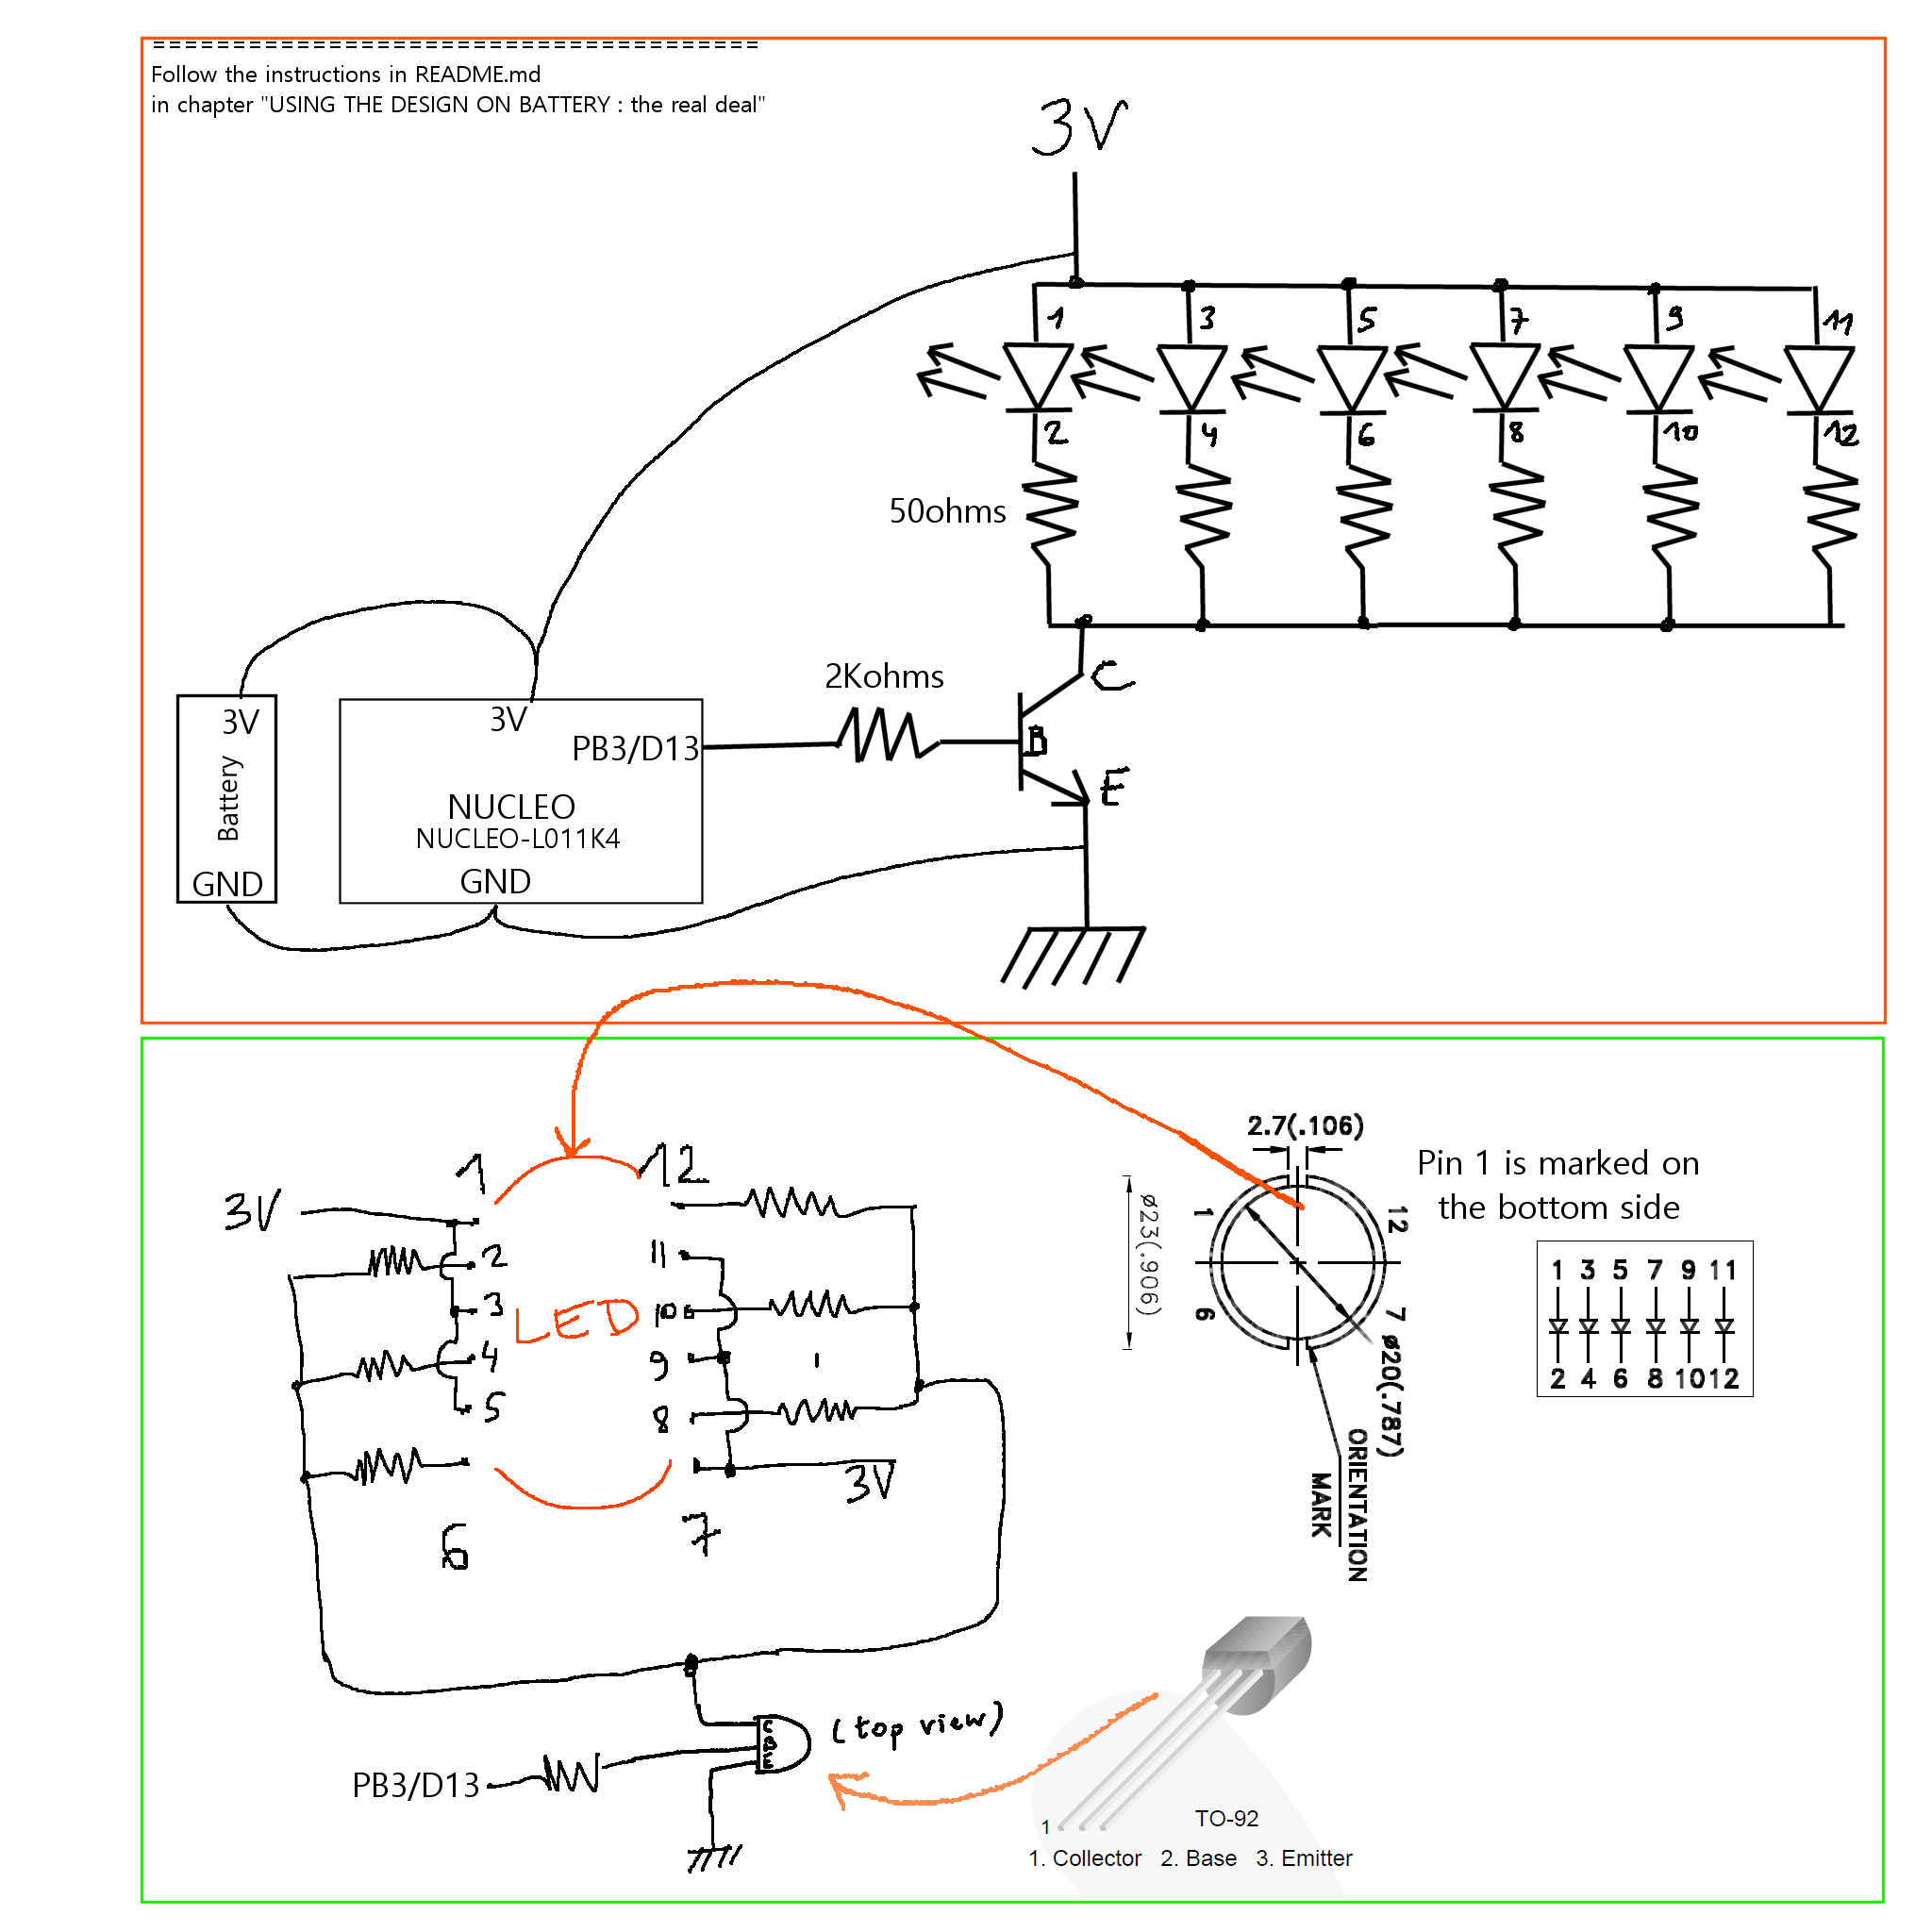 ===================================
Follow the instructions in README.md
in chapter "USING THE DESIGN ON BATTERY : the real deal"
3V
1 3 5 7 9 11
2 4 6 8 10 12
50ohms
2Kohms
C
B
E
3V
Battery
GND
3V
PB3/D13
NUCLEO
NUCLEO-L011K4
GND
1
12
3V
2
11
3
10
LED
4
9
5
8
3V
6
7
PB3/D13
C
B
E
(top view)
2.7(.106)
ø23(.906)
1
12
6
7
ø20(.787)
ORIENTATION
MARK
Pin 1 is marked on
the bottom side
1 3 5 7 9 11
2 4 6 8 10 12
1
TO-92
1. Collector 2. Base 3. Emitter